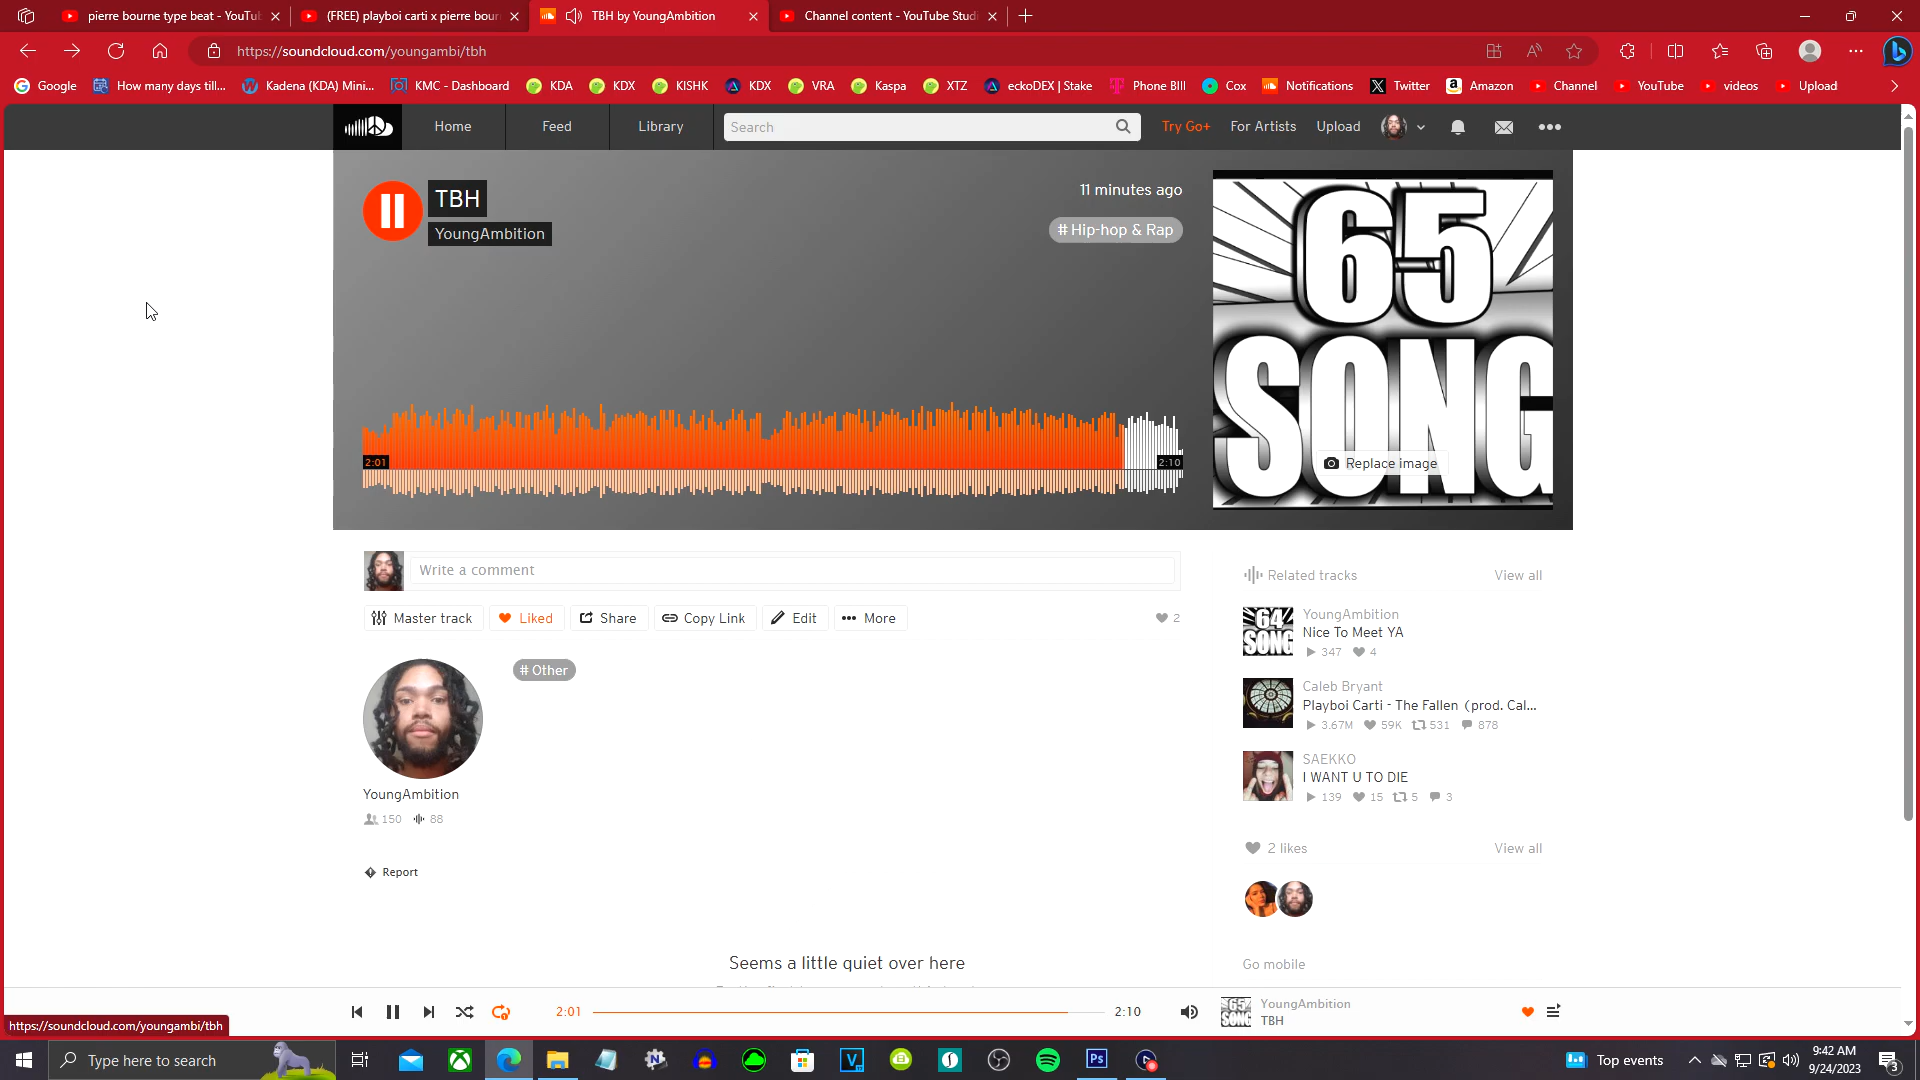 pierre bourne type beat - YouTu
(FREE) playboi carti x pierre bour
TBH by YoungAmbition
Channel content - YouTube Studi
https://soundcloud.com/youngambi/tbh
Google
How many days till...
Kadena (KDA) Mini...
KMC - Dashboard
KDA
KDX
KISHK
KDX
VRA
Kaspa
XTZ
eckoDEX | Stake
Phone BIll
Cox
Notifications
Twitter
Amazon
Channel
YouTube
videos
Upload
Home
Feed
Library
Search
Try Go+
For Artists
Upload
TBH
YoungAmbition
11 minutes ago
# Hip-hop & Rap
65
SONG
Replace image
2:01
2:10
Write a comment
Master track
Liked
Share
Copy Link
Edit
More
2
# Other
YoungAmbition
150
88
Report
Related tracks
View all
64
SONG
YoungAmbition
Nice To Meet YA
347
4
Caleb Bryant
Playboi Carti - The Fallen (prod. Cal...
3.67M
59K
531
878
SAEKKO
I WANT U TO DIE
139
15
5
3
2 likes
View all
Seems a little quiet over here
Go mobile
2:01
2:10
65
SONG
YoungAmbition
TBH
https://soundcloud.com/youngambi/tbh
Type here to search
Ps
Top events
9:42 AM
9/24/2023
3